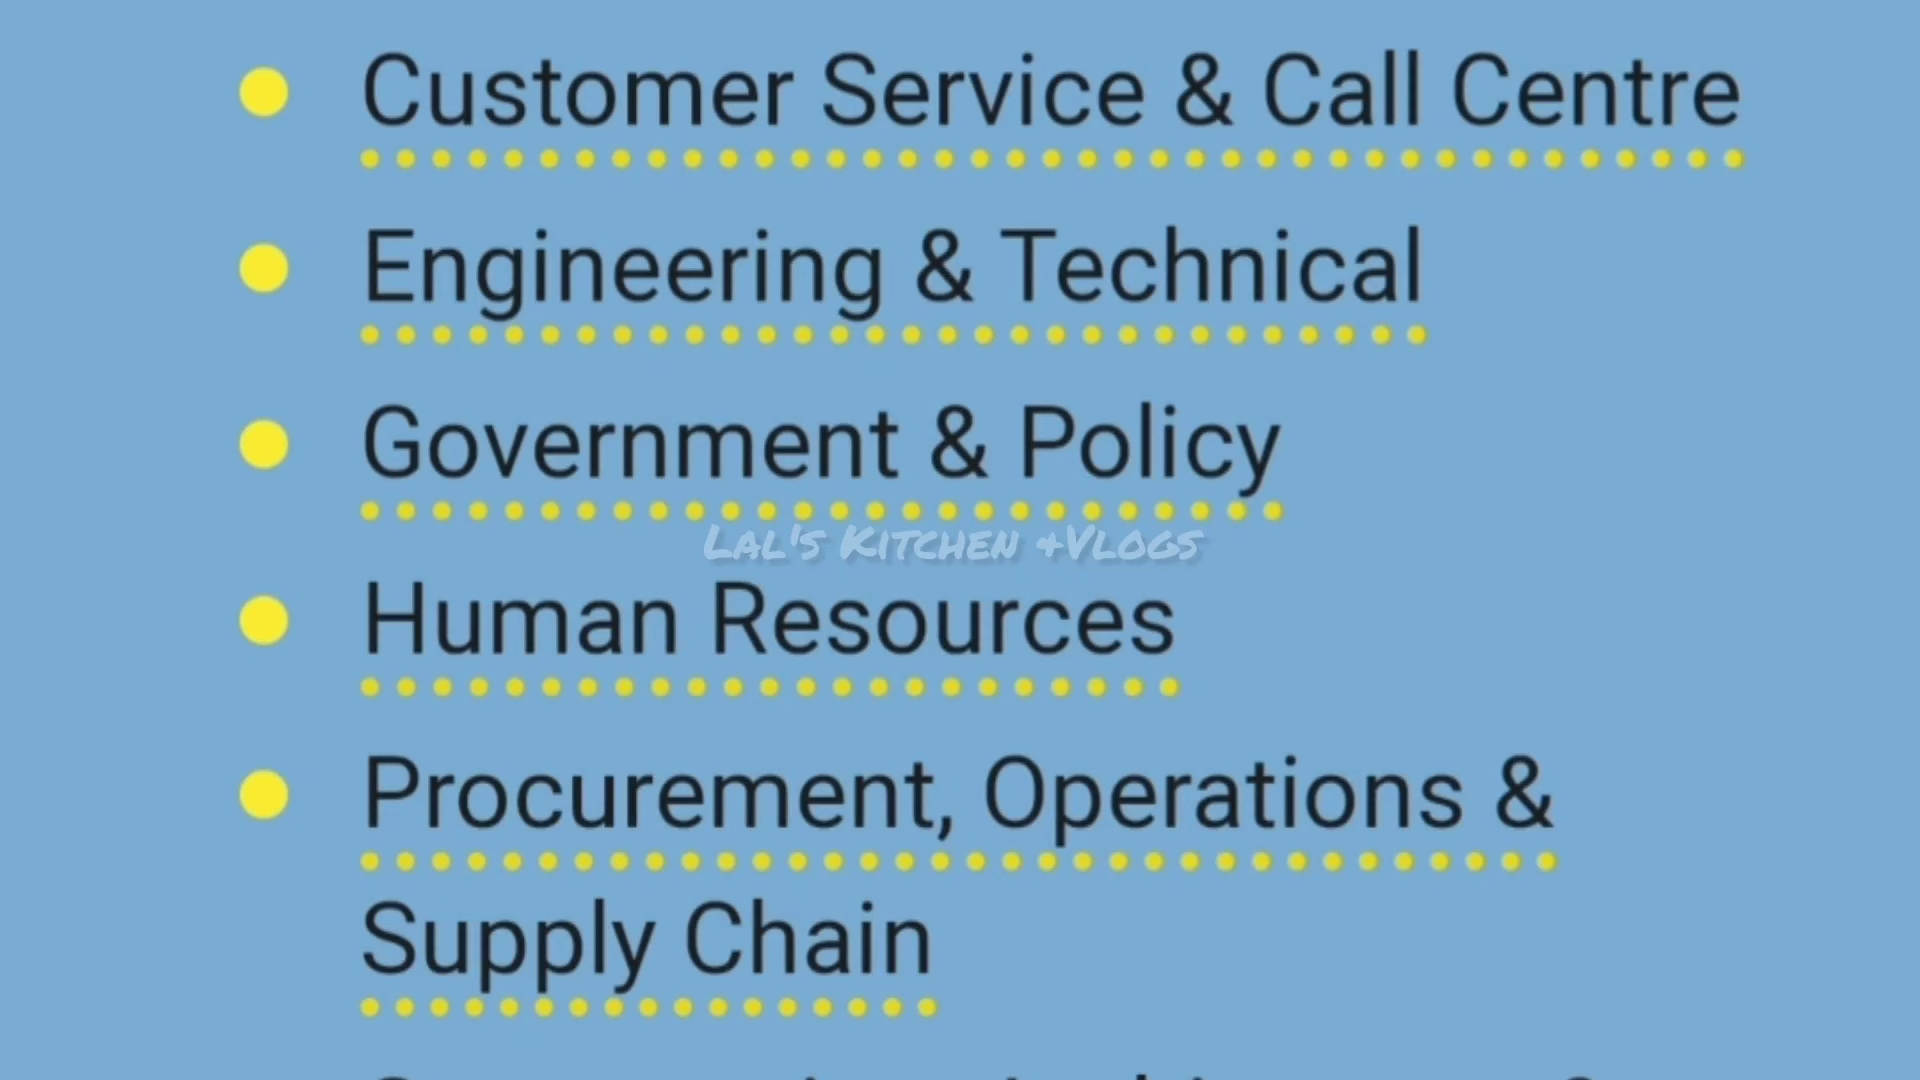 Customer Service & Call Centre
Engineering & Technical
Government & Policy
Lal's Kitchen +Vlogs
Human Resources
Procurement, Operations &
Supply Chain